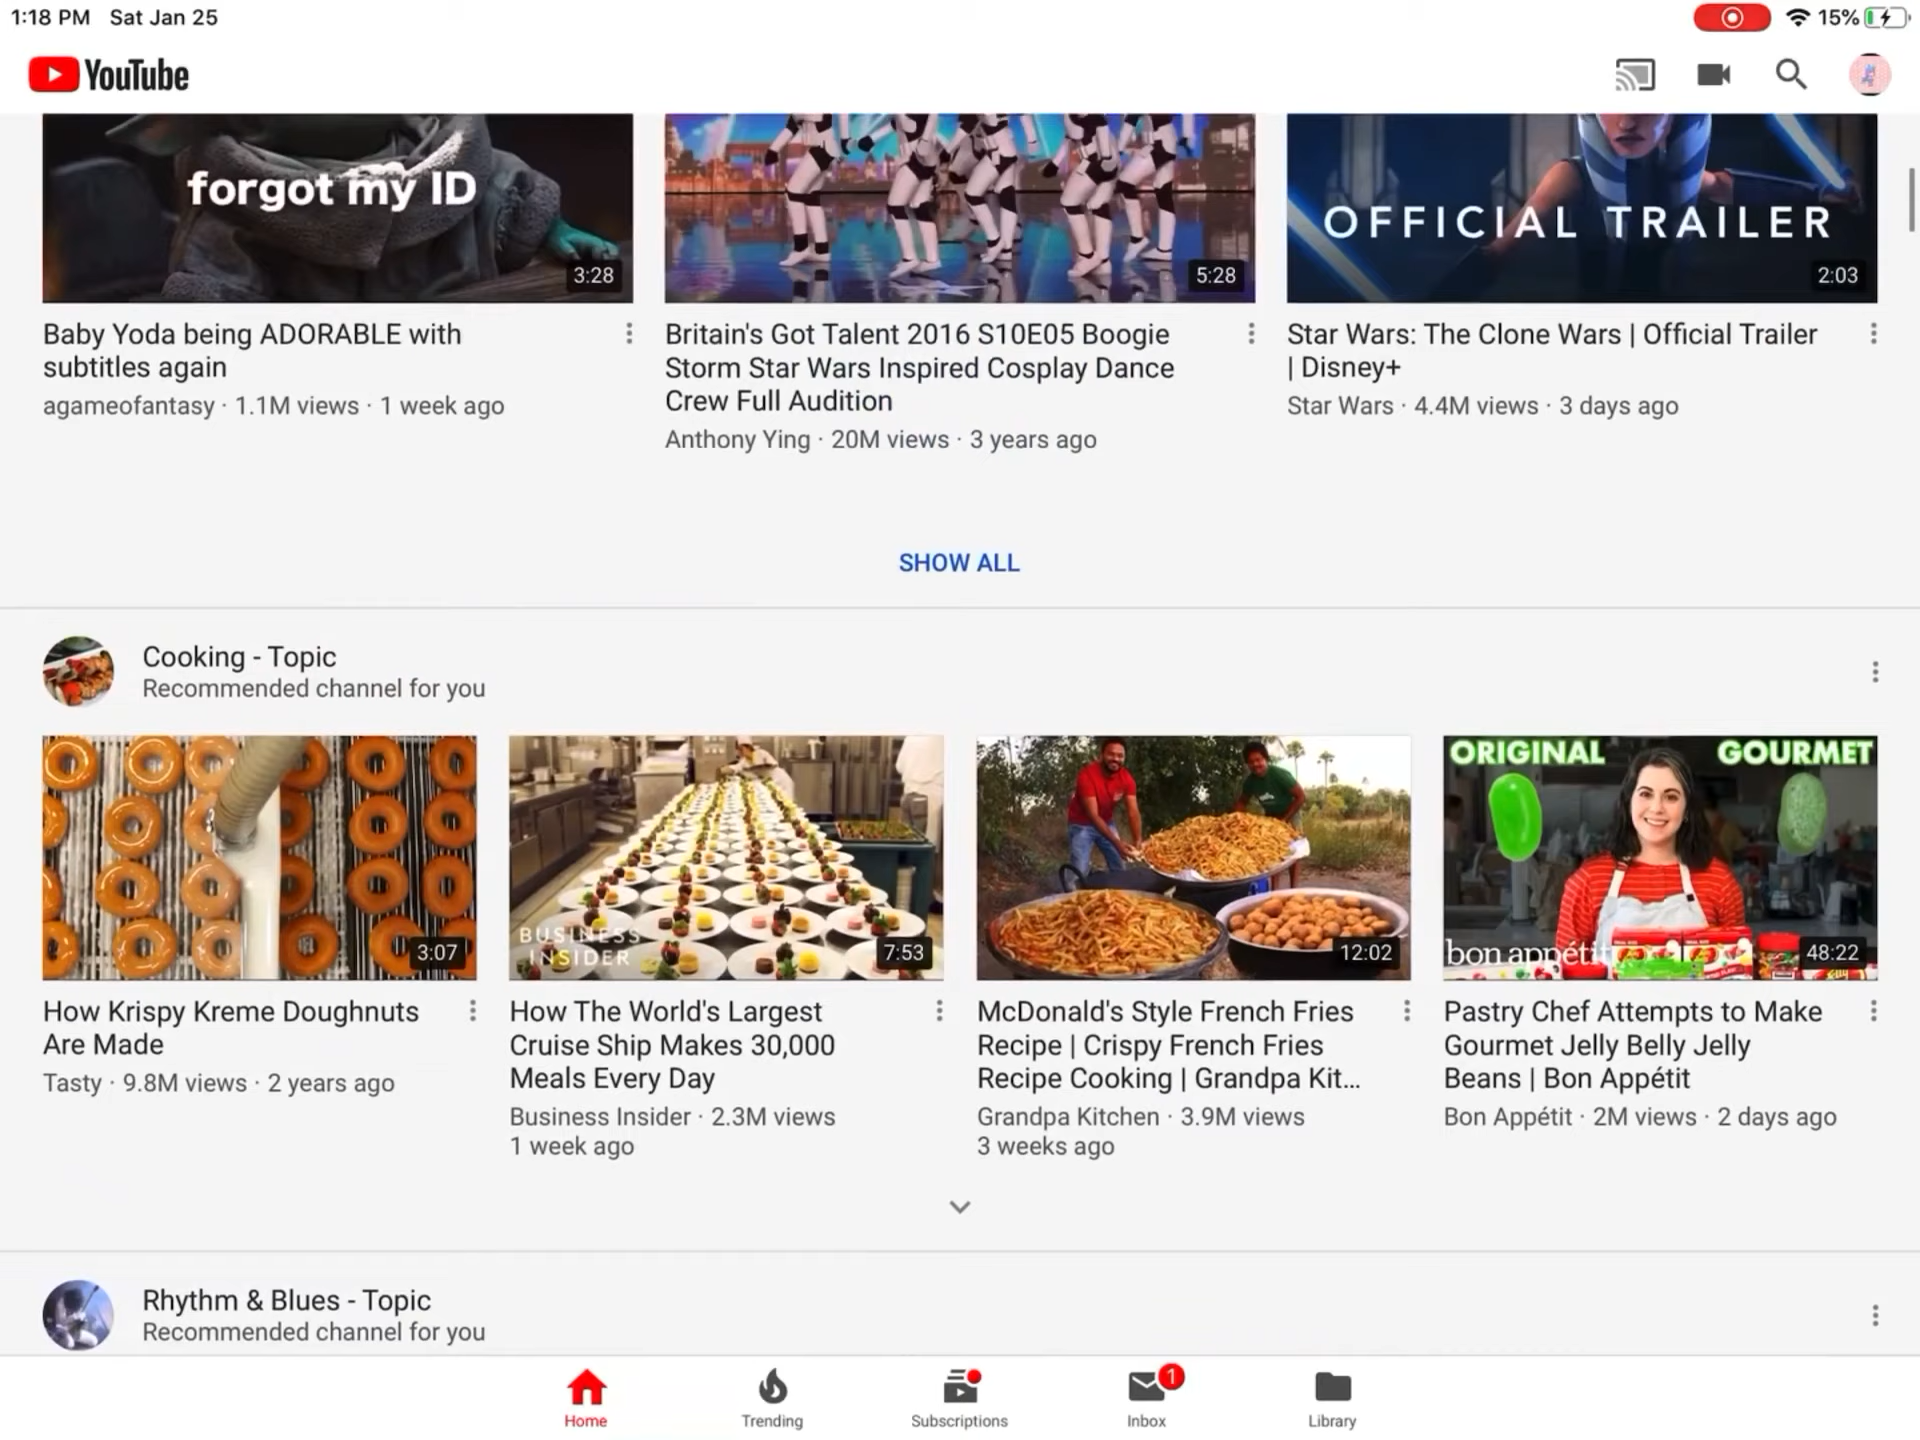 1:18 PM Sat Jan 25
15%
YouTube
forgot my ID
3:28
5:28
OFFICIAL TRAILER
2:03
Baby Yoda being ADORABLE with
subtitles again
agameofantasy · 1.1M views · 1 week ago
Britain's Got Talent 2016 S10E05 Boogie
Storm Star Wars Inspired Cosplay Dance
Crew Full Audition
Anthony Ying · 20M views · 3 years ago
Star Wars: The Clone Wars | Official Trailer
| Disney+
Star Wars · 4.4M views · 3 days ago
SHOW ALL
Cooking - Topic
Recommended channel for you
3:07
BUSINESS
INSIDER
7:53
12:02
ORIGINAL GOURMET
bon appétit
48:22
How Krispy Kreme Doughnuts
Are Made
Tasty · 9.8M views · 2 years ago
How The World's Largest
Cruise Ship Makes 30,000
Meals Every Day
Business Insider · 2.3M views
1 week ago
McDonald's Style French Fries
Recipe | Crispy French Fries
Recipe Cooking | Grandpa Kit...
Grandpa Kitchen · 3.9M views
3 weeks ago
Pastry Chef Attempts to Make
Gourmet Jelly Belly Jelly
Beans | Bon Appétit
Bon Appétit · 2M views · 2 days ago
Rhythm & Blues - Topic
Recommended channel for you
1
Home
Trending
Subscriptions
Inbox
Library